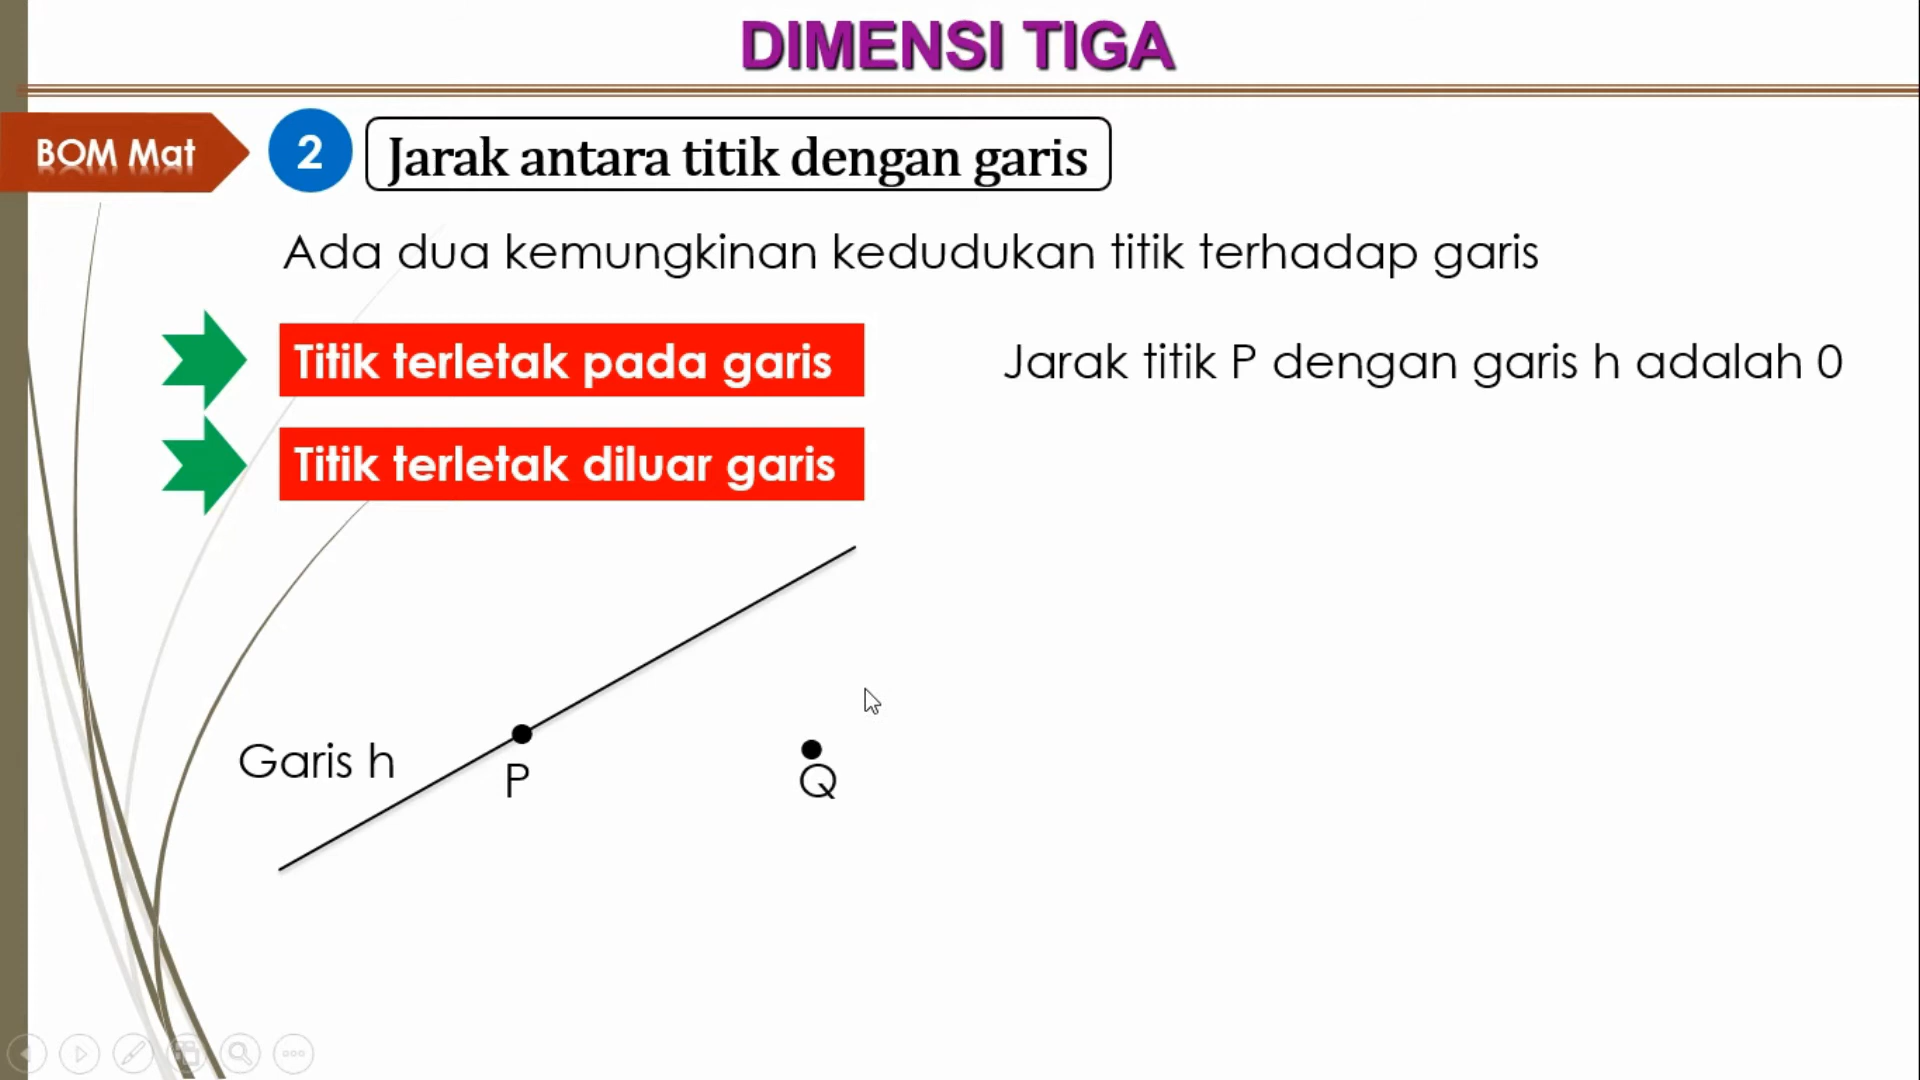 DIMENSI TIGA
BOM Mat
2
Jarak antara titik dengan garis
Ada dua kemungkinan kedudukan titik terhadap garis
Titik terletak pada garis
Jarak titik P dengan garis h adalah 0
Titik terletak diluar garis
Garis h
P
Q